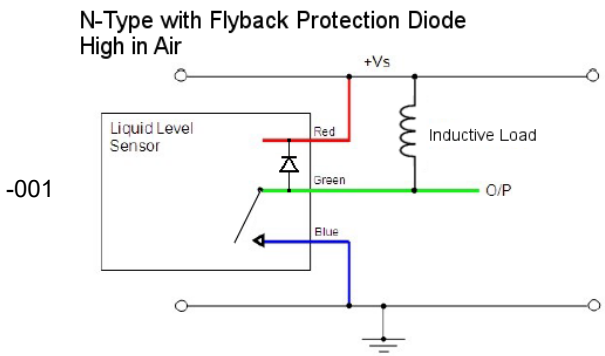 N-Type with Flyback Protection Diode
High in Air
+Vs
Liquid Level
Sensor
Red
Inductive Load
-001
Green
O/P
Blue